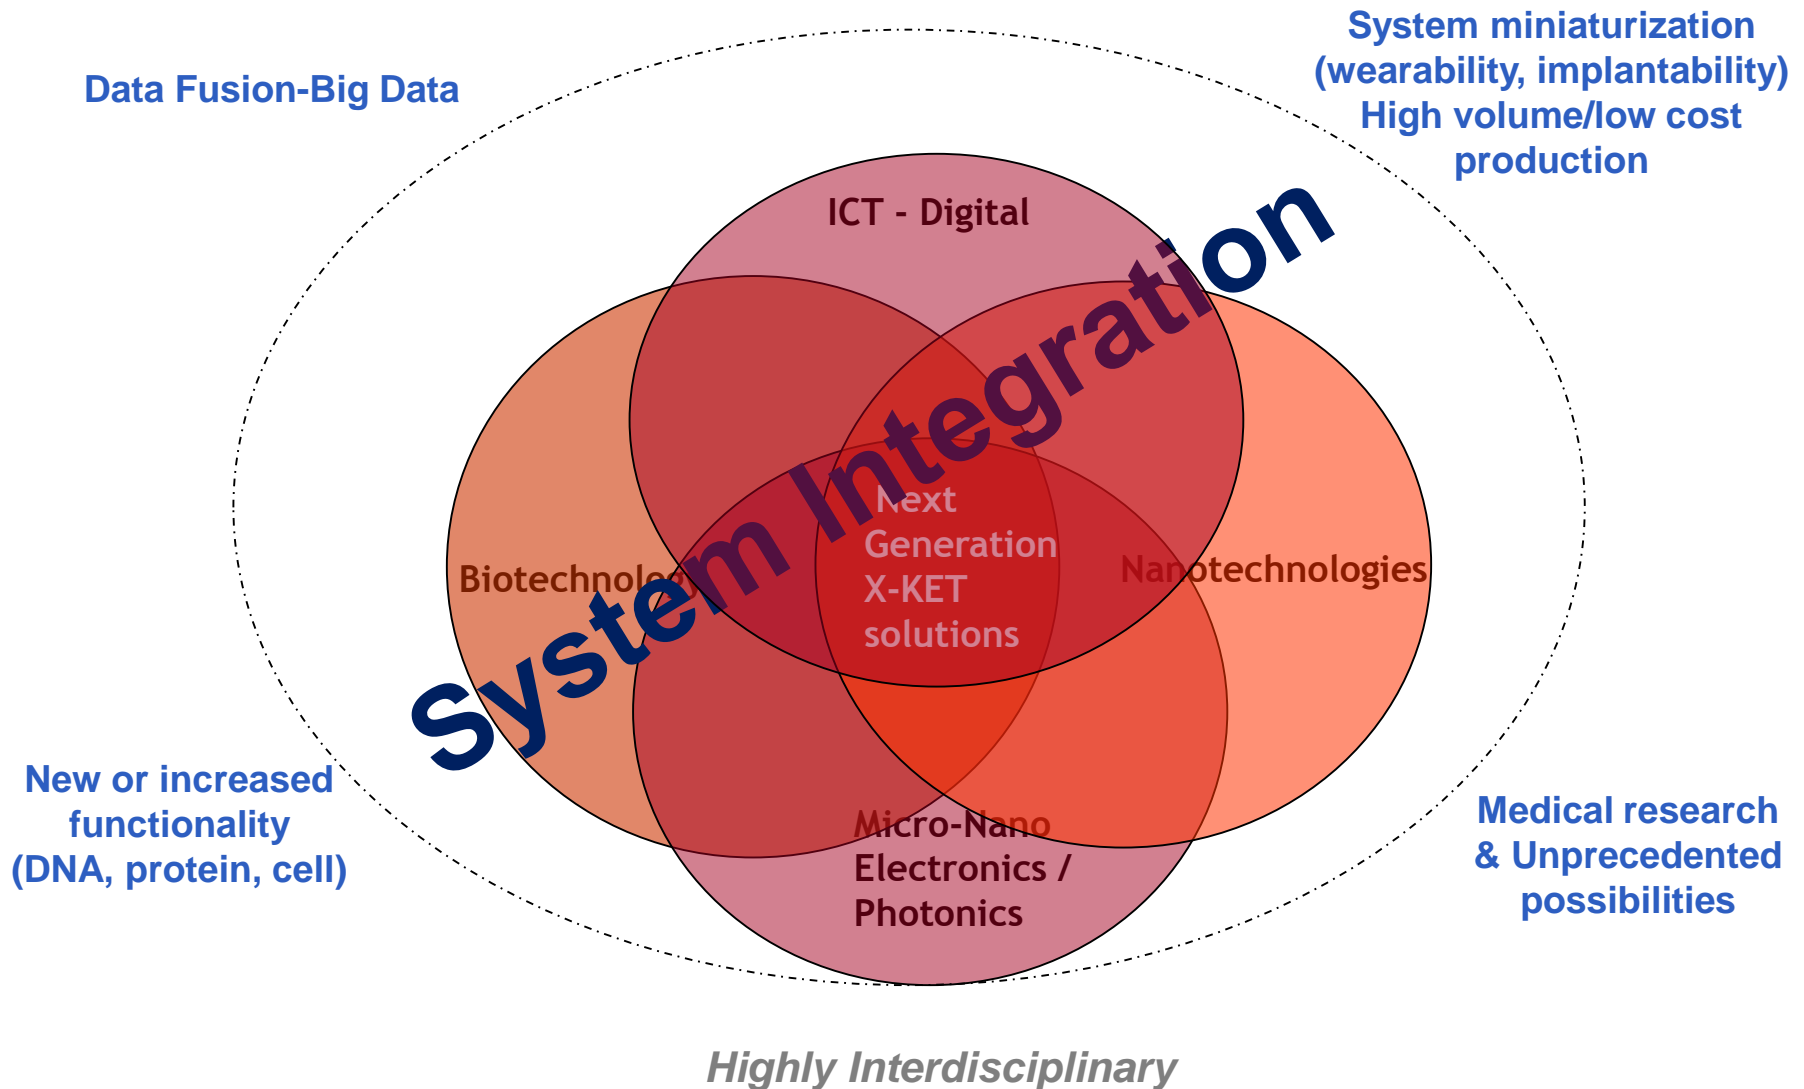 Data Fusion-Big Data
System miniaturization
(wearability, implantability)
High volume/low cost
production
ICT - Digital
System Integration
Next
Generation
X-KET
solutions
Biotechnology
Nanotechnologies
New or increased
functionality
(DNA, protein, cell)
Micro-Nano
Electronics /
Photonics
Medical research
& Unprecedented
possibilities
Highly Interdisciplinary